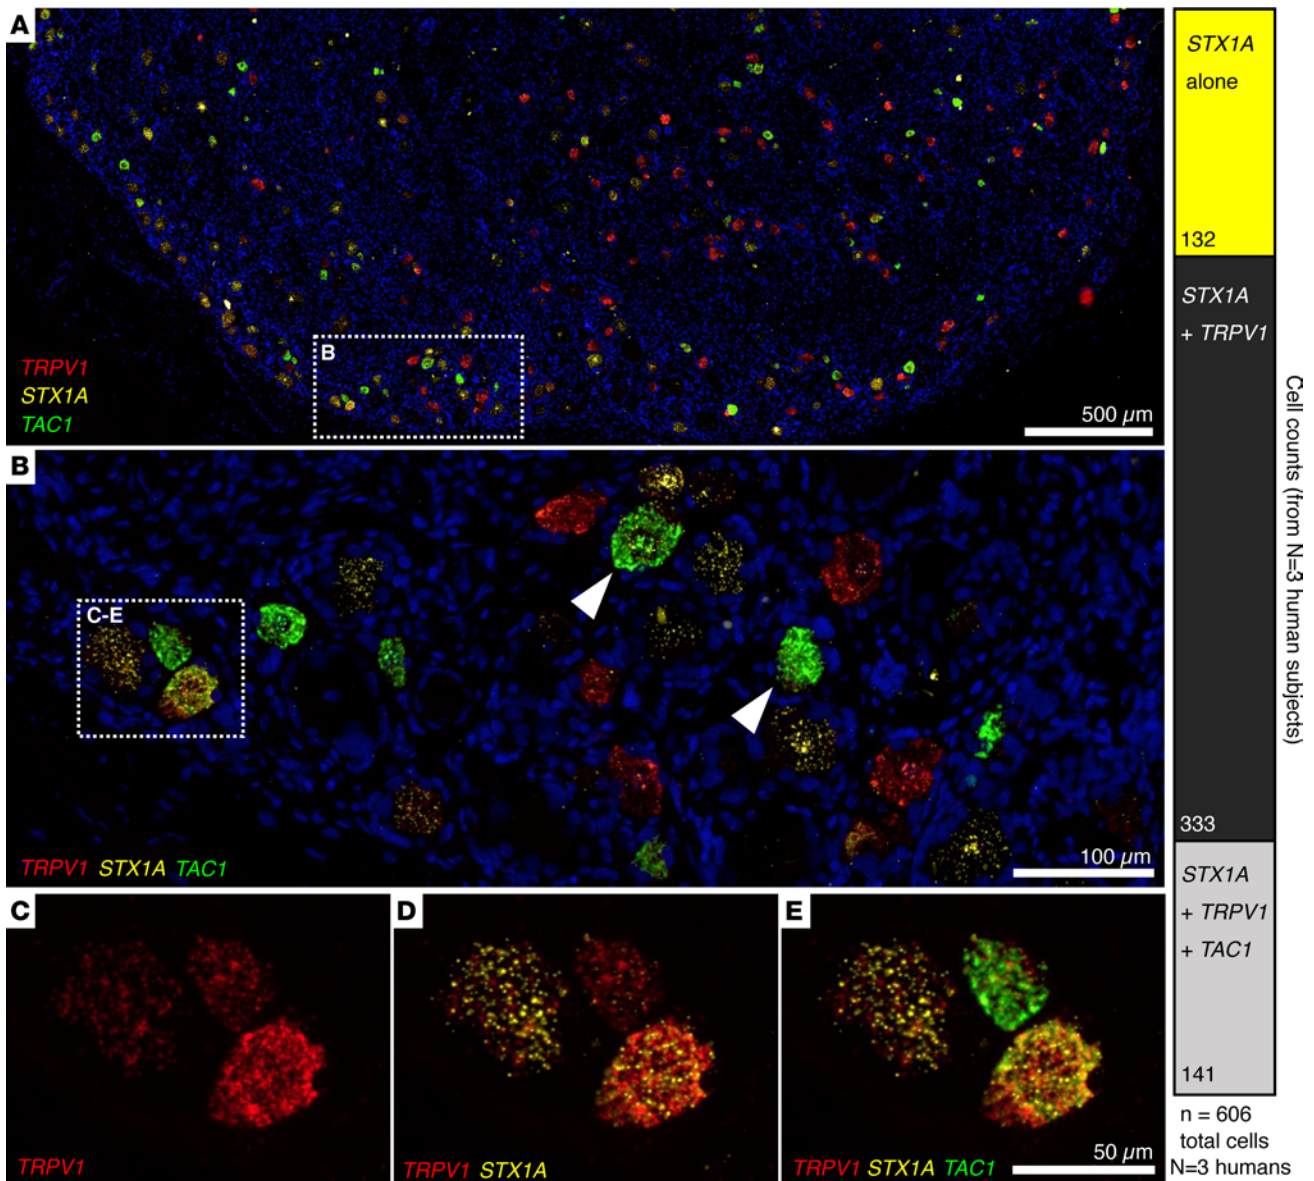 A
B
TRPV1
STX1A
TAC1
500 µm
B
C-E
TRPV1 STX1A TAC1
100 µm
C
TRPV1
D
TRPV1 STX1A
E
TRPV1 STX1A TAC1
50 µm
STX1A
alone
132
STX1A
+ TRPV1
333
STX1A
+ TRPV1
+ TAC1
141
Cell counts (from N=3 human subjects)
n = 606
total cells
N=3 humans